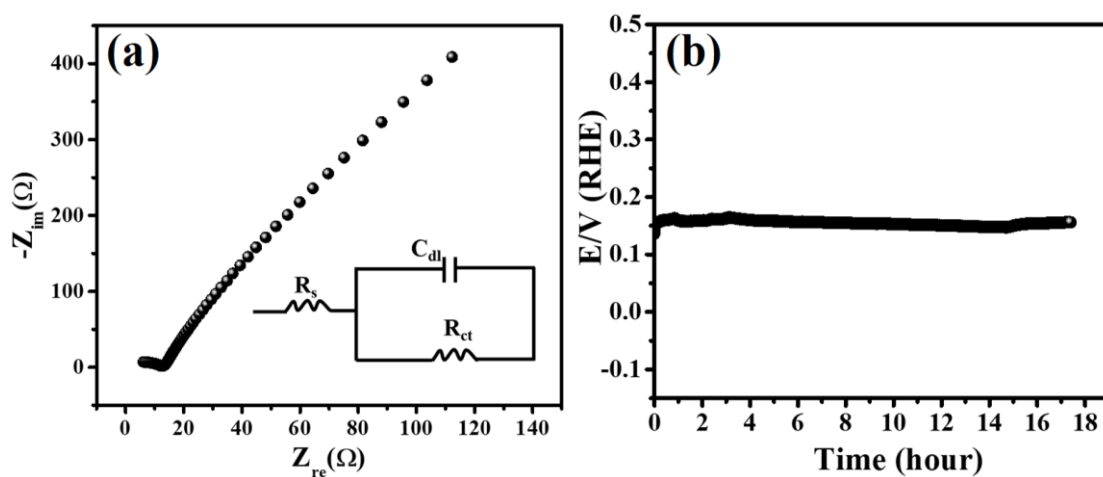 (a)
400
300
200
100
0
-Z_im(Ω)
C_dl
R_s
R_ct
0 20 40 60 80 100 120 140
Z_re(Ω)
(b)
0.5
0.4
0.3
0.2
0.1
0.0
-0.1
E/V (RHE)
0 2 4 6 8 10 12 14 16 18
Time (hour)